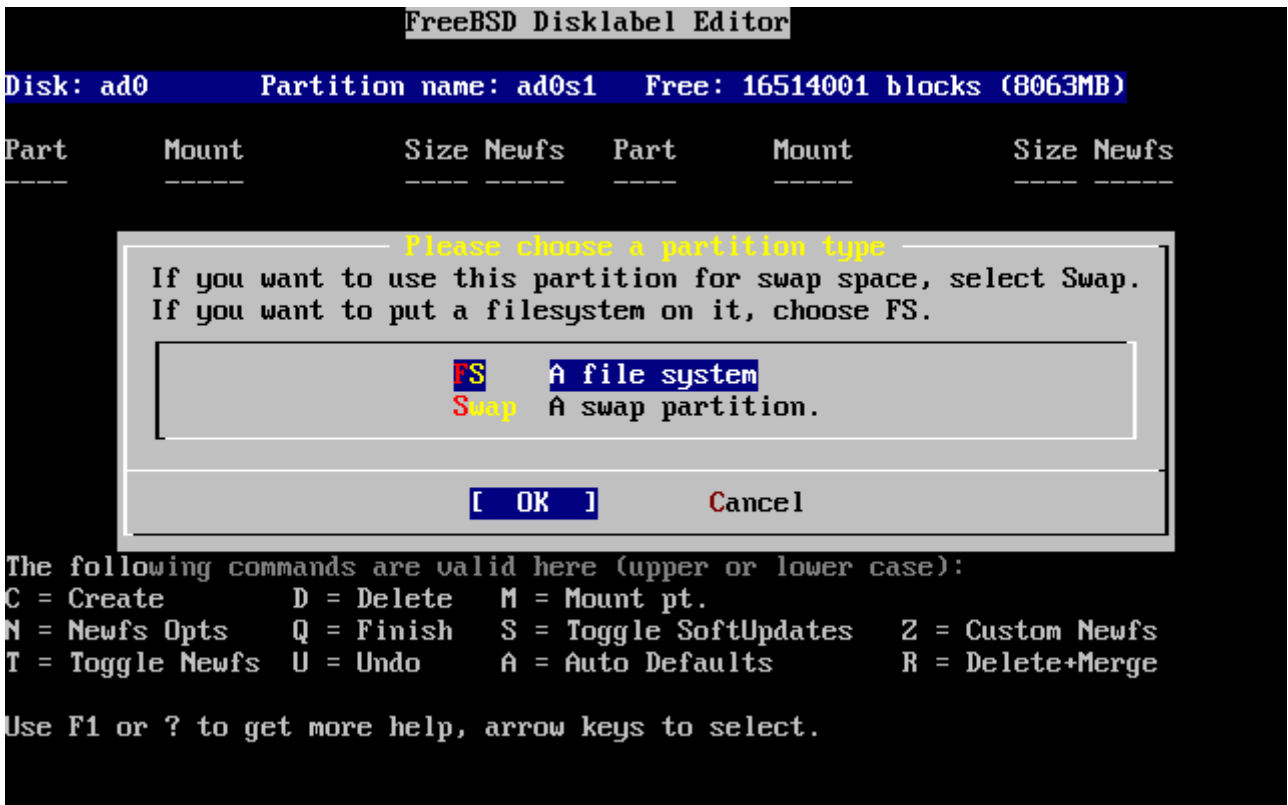 FreeBSD Disklabel Editor
Disk: ad0 Partition name: ad0s1 Free: 16514001 blocks (8063MB)
Part Mount Size Newfs Part Mount Size Newfs
---- ----- ---- ----- ---- ----- ---- -----
Please choose a partition type
If you want to use this partition for swap space, select Swap.
If you want to put a filesystem on it, choose FS.
FS A file system
Swap A swap partition.
[ OK ] Cancel
The following commands are valid here (upper or lower case):
C = Create D = Delete M = Mount pt.
N = Newfs Opts Q = Finish S = Toggle SoftUpdates Z = Custom Newfs
T = Toggle Newfs U = Undo A = Auto Defaults R = Delete+Merge
Use F1 or ? to get more help, arrow keys to select.